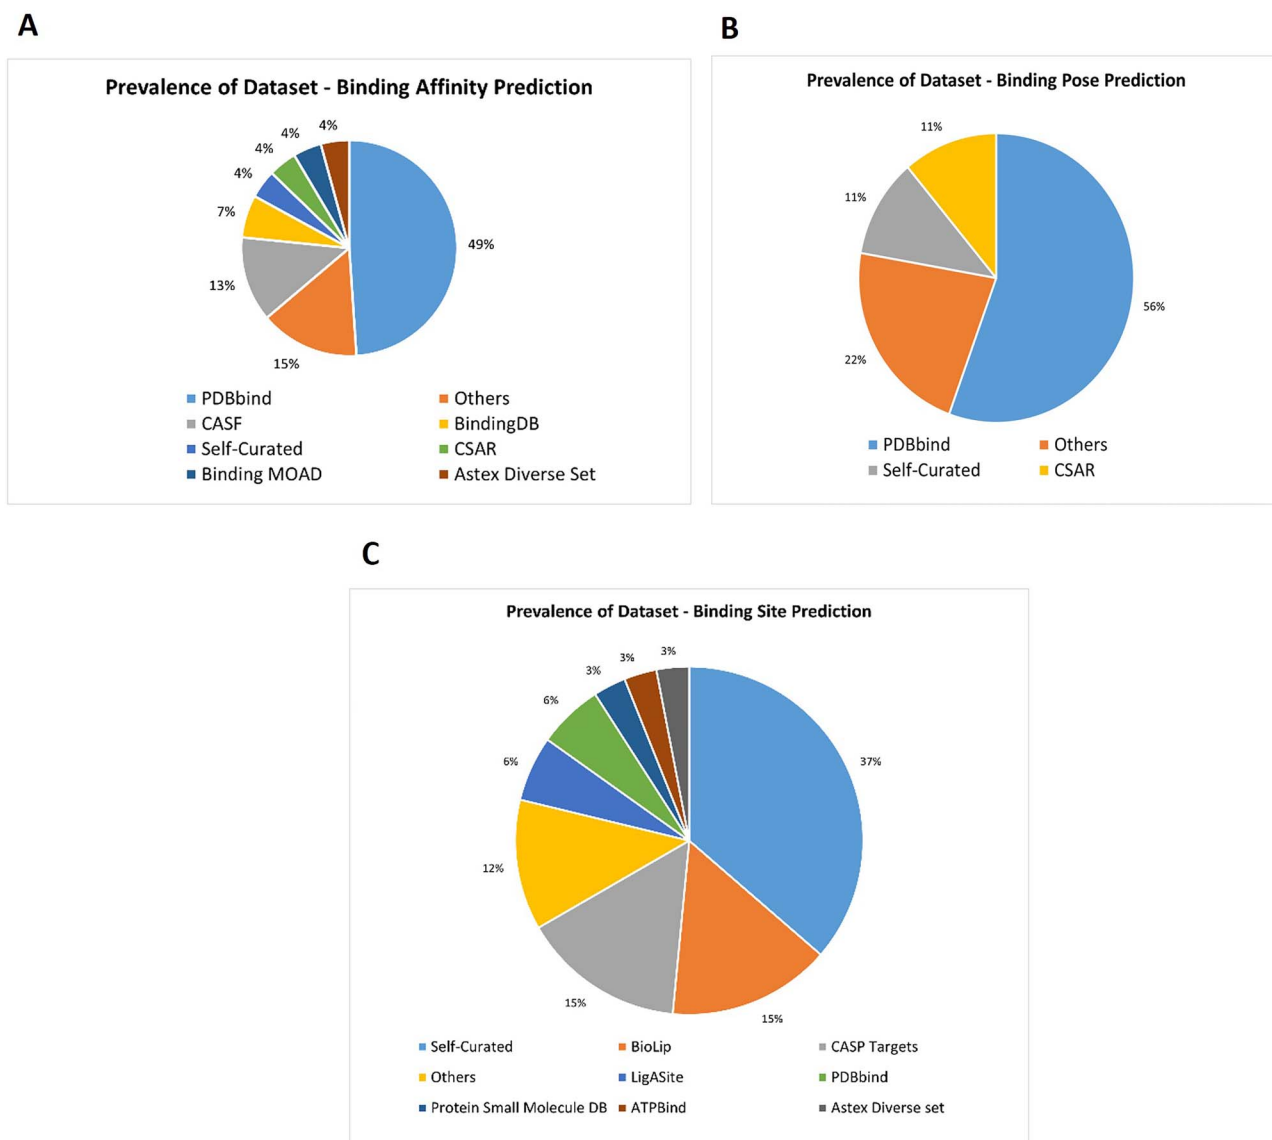 A
Prevalence of Dataset - Binding Affinity Prediction
4%
4%
4%
4%
7%
13%
15%
49%
PDBbind
Others
CASF
BindingDB
Self-Curated
CSAR
Binding MOAD
Astex Diverse Set
B
Prevalence of Dataset - Binding Pose Prediction
11%
11%
22%
56%
PDBbind
Others
Self-Curated
CSAR
C
Prevalence of Dataset - Binding Site Prediction
3%
3%
3%
6%
6%
12%
15%
15%
37%
Self-Curated
BioLip
CASP Targets
Others
LigASite
PDBbind
Protein Small Molecule DB
ATPBind
Astex Diverse set